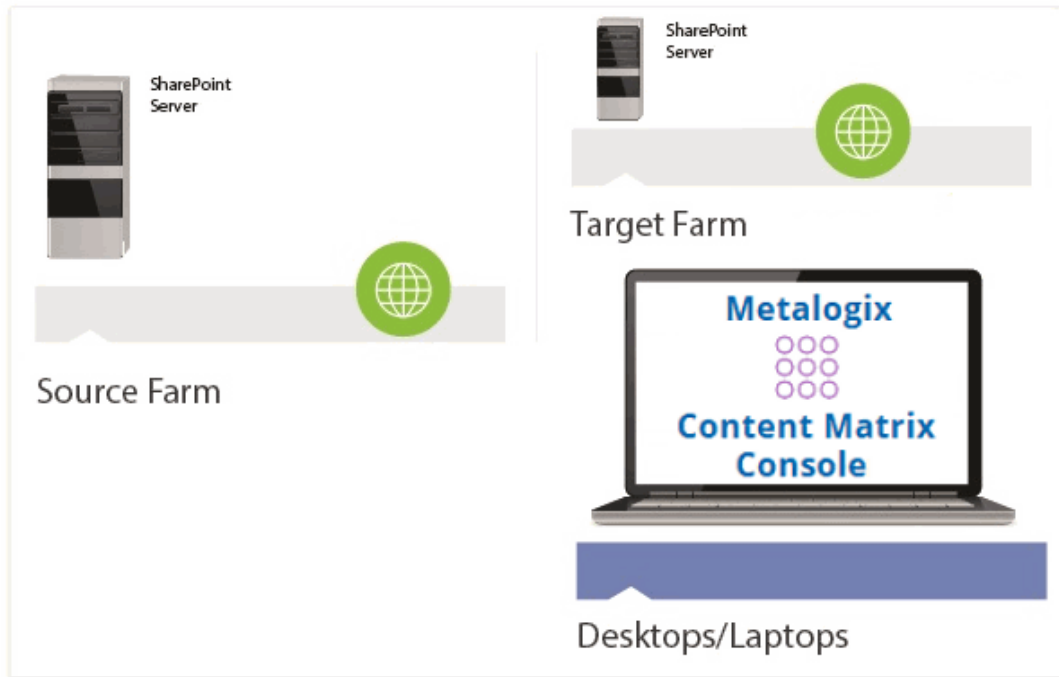 SharePoint
Server
Source Farm
SharePoint
Server
Target Farm
Metalogix
Content Matrix
Console
Desktops/Laptops